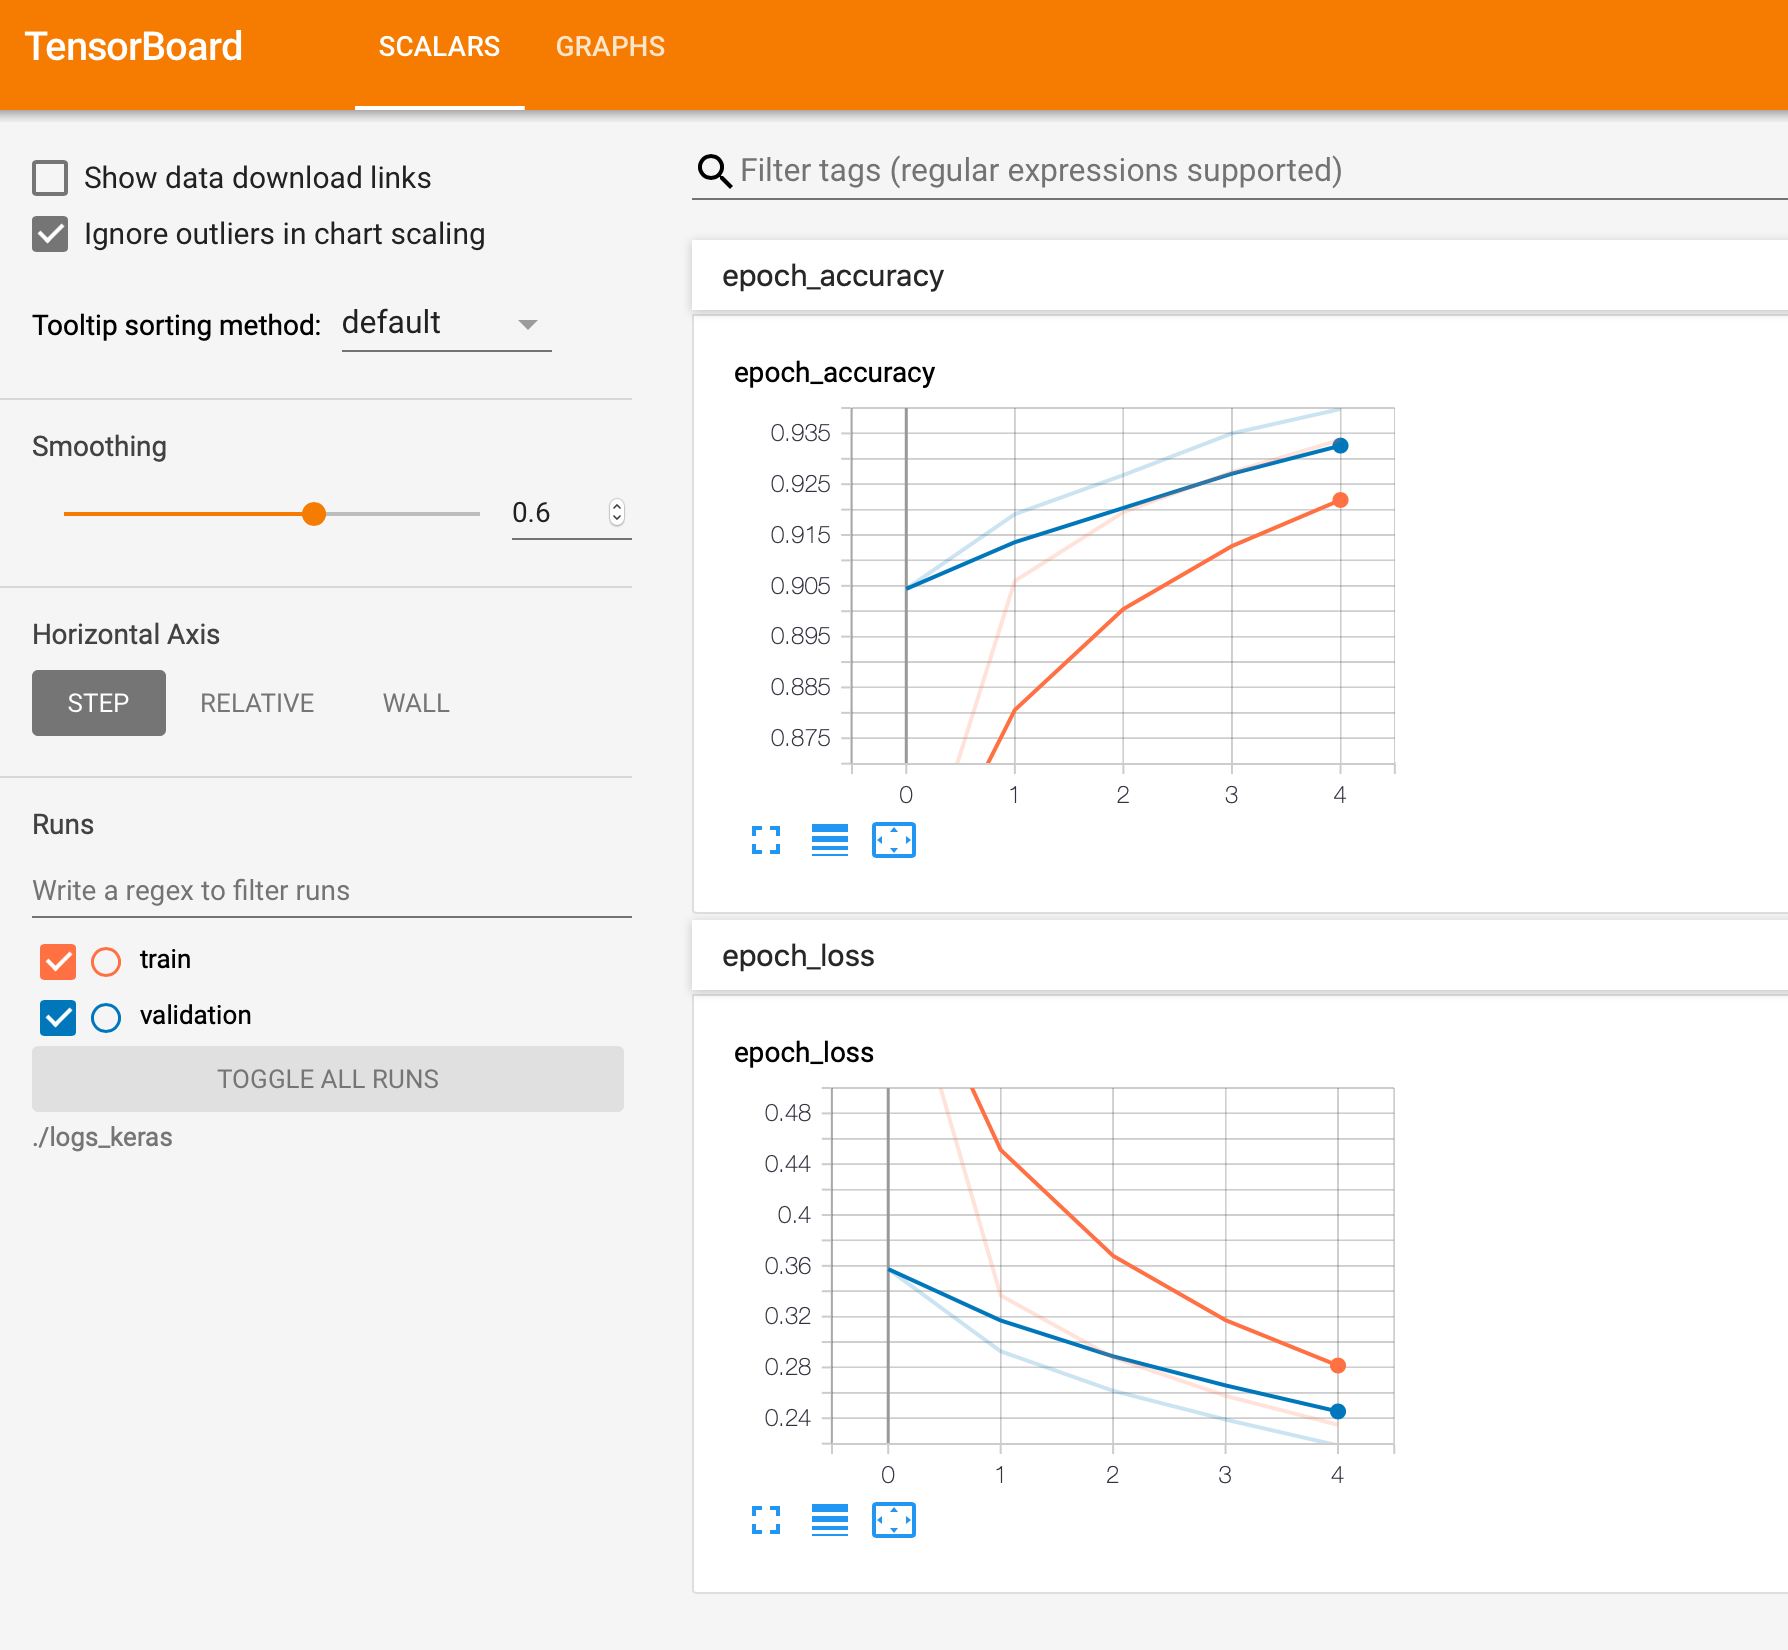 TensorBoard SCALARS GRAPHS
Show data download links
Ignore outliers in chart scaling
Tooltip sorting method: default
Smoothing
0.6
Horizontal Axis
STEP RELATIVE WALL
Runs
Write a regex to filter runs
train
validation
TOGGLE ALL RUNS
./logs_keras
Filter tags (regular expressions supported)
epoch_accuracy
epoch_accuracy
0.935
0.925
0.915
0.905
0.895
0.885
0.875
0 1 2 3 4
epoch_loss
epoch_loss
0.48
0.44
0.4
0.36
0.32
0.28
0.24
0 1 2 3 4